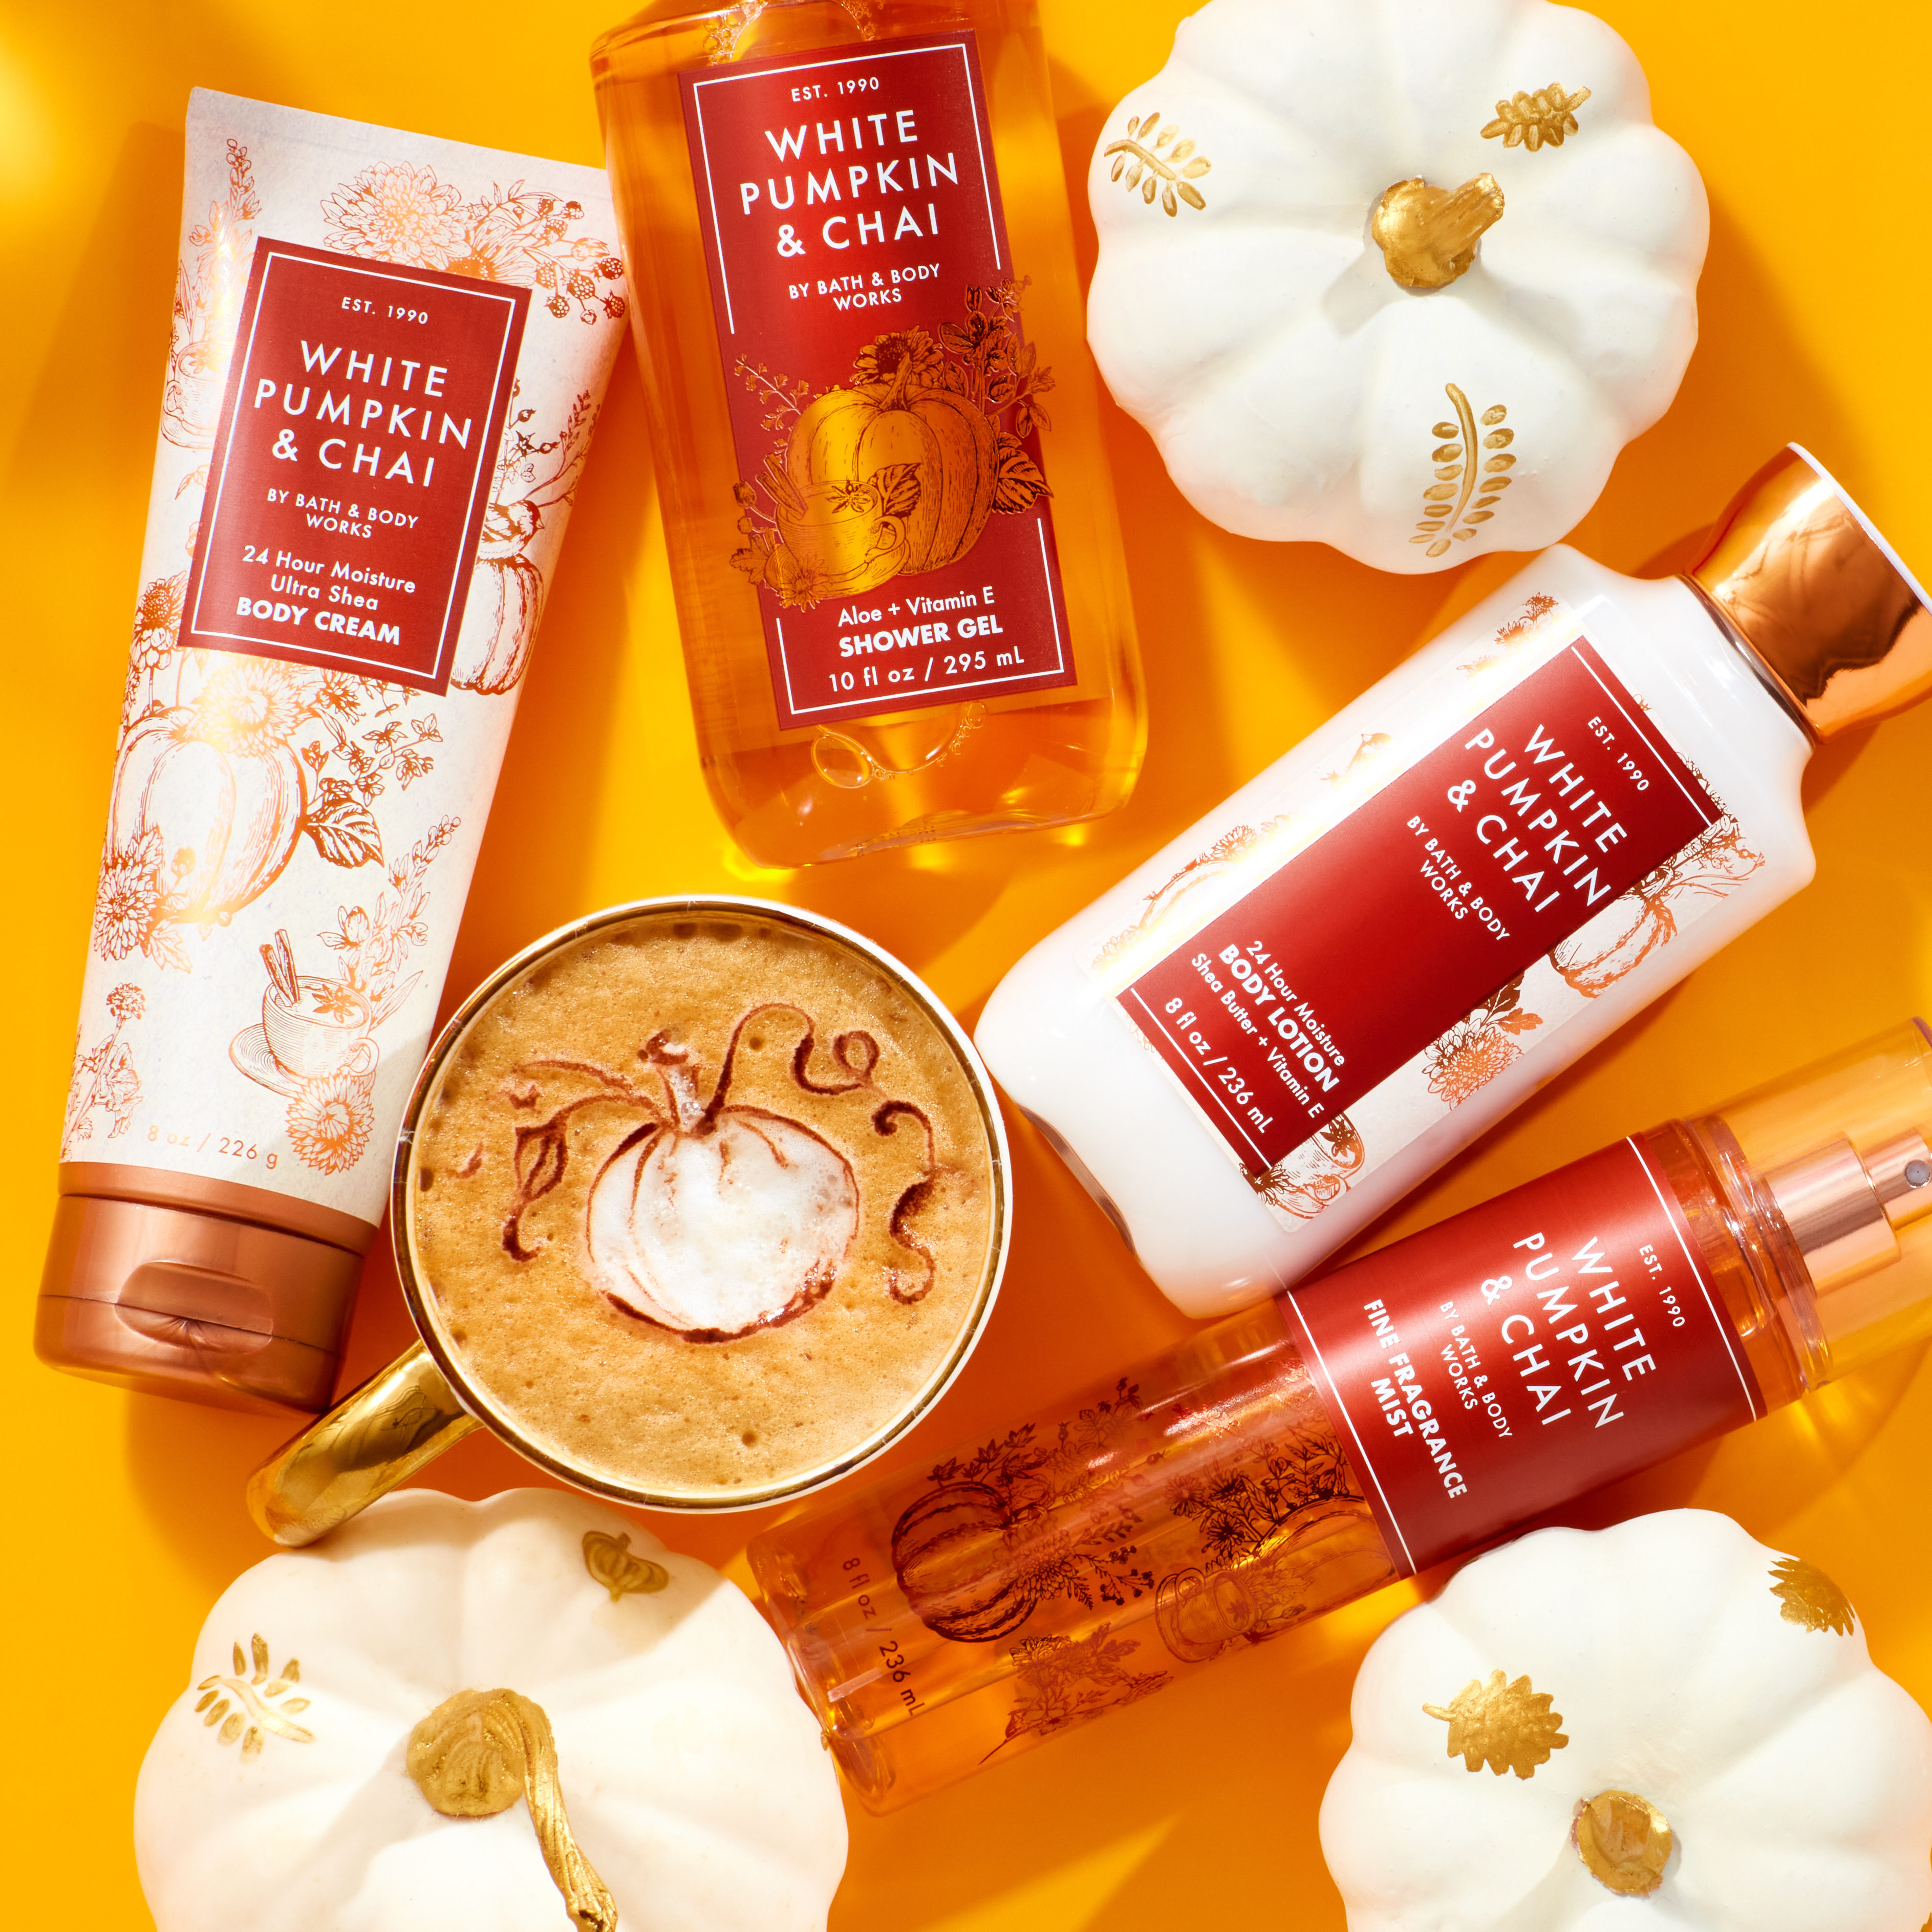 EST. 1990
WHITE
PUMPKIN
& CHAI
BY BATH & BODY
WORKS
24 Hour Moisture
Ultra Shea
BODY CREAM
8 oz / 226 g
EST. 1990
WHITE
PUMPKIN
& CHAI
BY BATH & BODY
WORKS
Aloe + Vitamin E
SHOWER GEL
10 fl oz / 295 mL
EST. 1990
WHITE
PUMPKIN
& CHAI
BY BATH & BODY
WORKS
24 Hour Moisture
BODY LOTION
Shea Butter + Vitamin E
8 fl oz / 236 mL
EST. 1990
WHITE
PUMPKIN
& CHAI
BY BATH & BODY
WORKS
FINE FRAGRANCE
MIST
8 fl oz / 236 mL